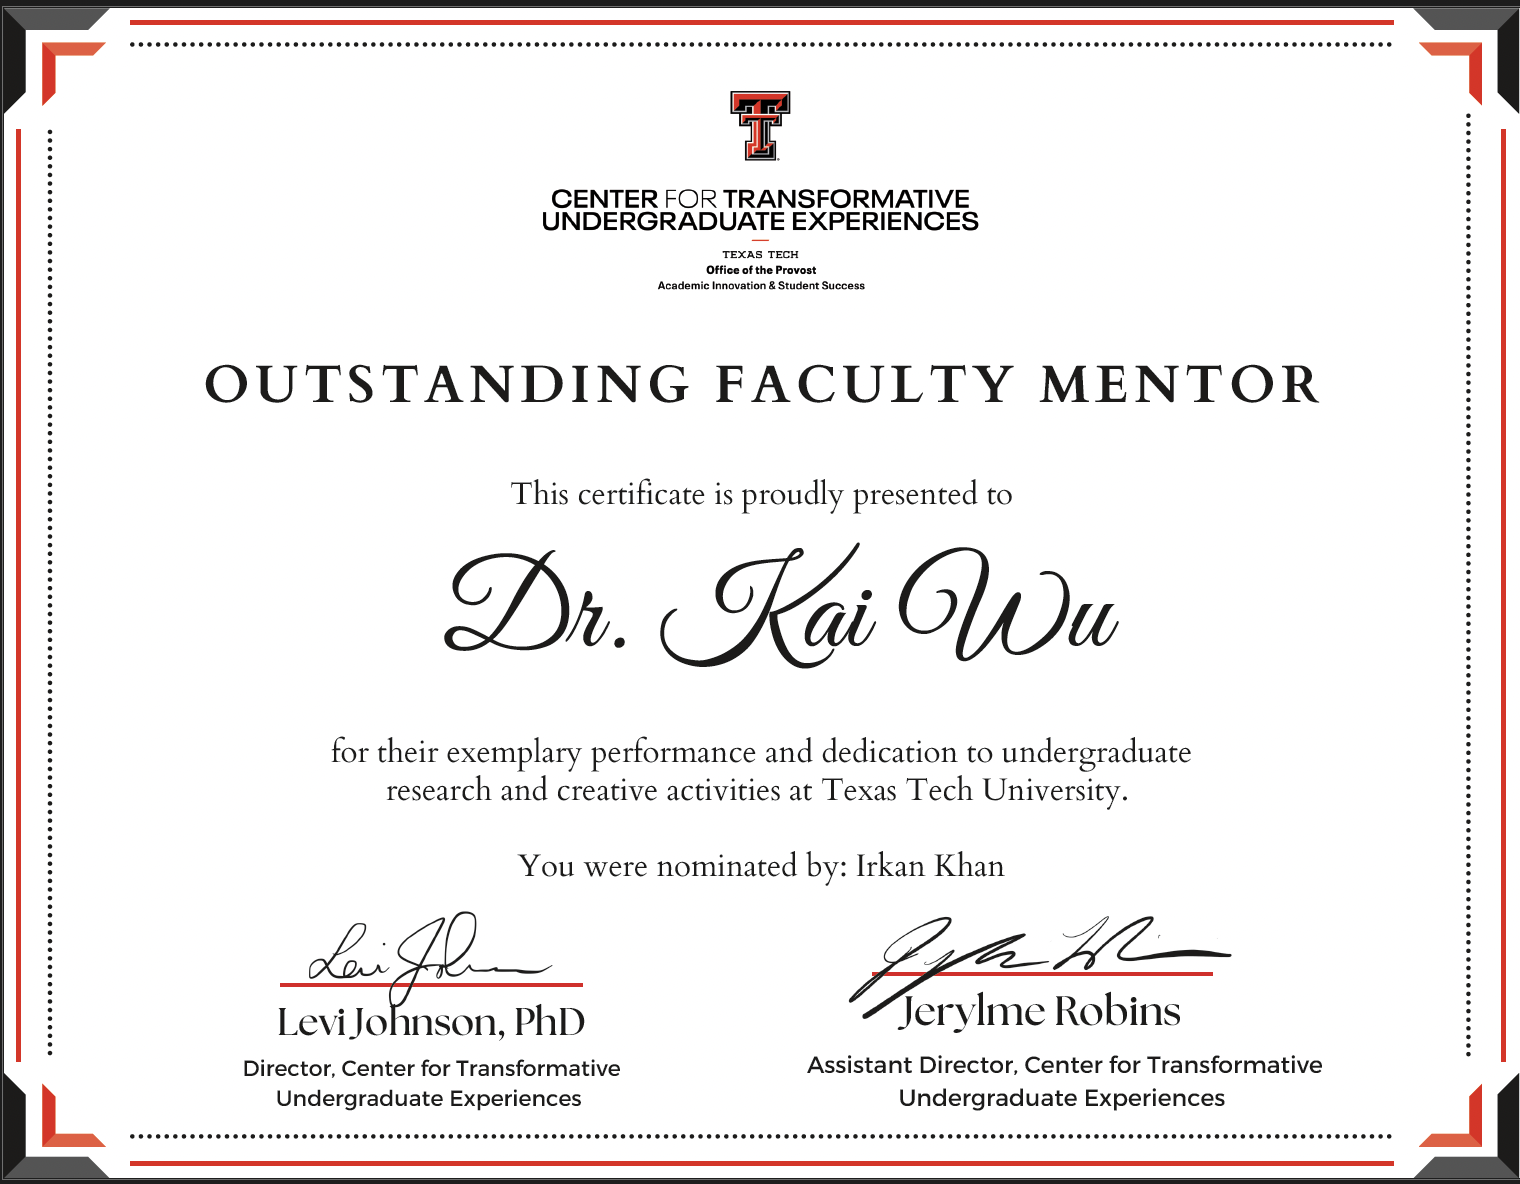 CENTER FOR TRANSFORMATIVE
UNDERGRADUATE EXPERIENCES
TEXAS TECH
Office of the Provost
Academic Innovation & Student Success
OUTSTANDING FACULTY MENTOR
This certificate is proudly presented to
Dr. Kai Wu
for their exemplary performance and dedication to undergraduate
research and creative activities at Texas Tech University.
You were nominated by: Irkan Khan
Levi Johnson
Levi Johnson, PhD
Director, Center for Transformative
Undergraduate Experiences
Jerylme Robins
Assistant Director, Center for Transformative
Undergraduate Experiences